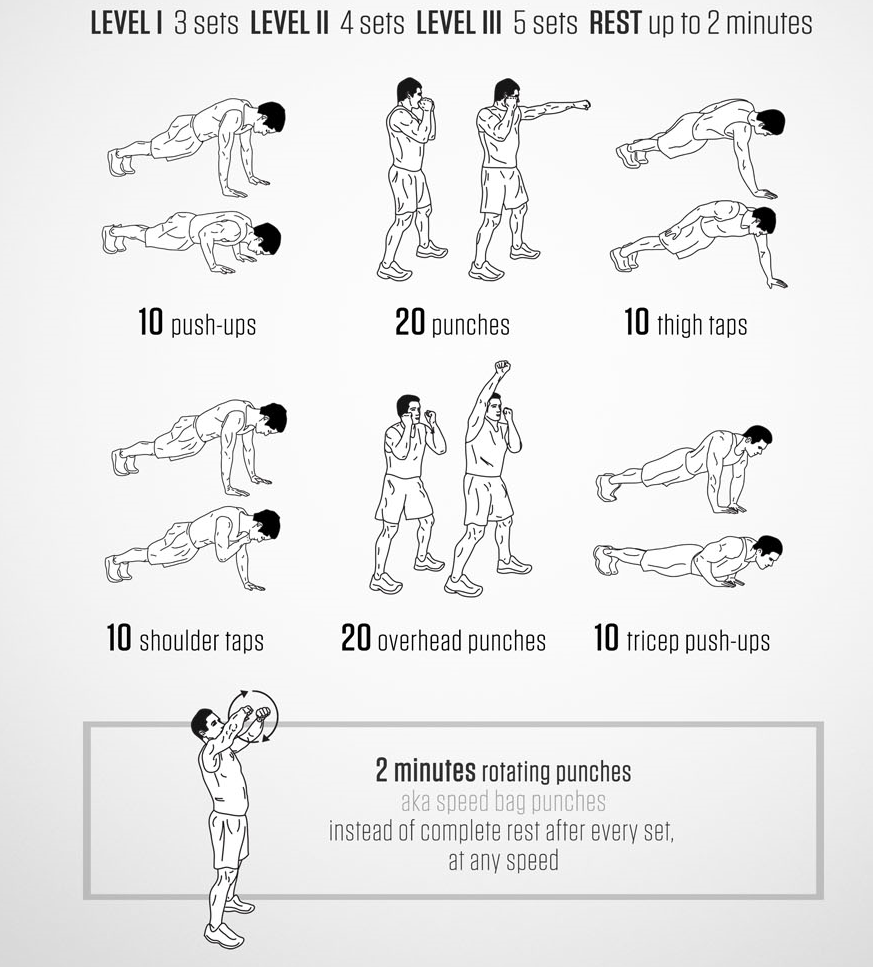 LEVEL I 3 sets LEVEL II 4 sets LEVEL III 5 sets REST up to 2 minutes
10 push-ups
20 punches
10 thigh taps
10 shoulder taps
20 overhead punches
10 tricep push-ups
2 minutes rotating punches
aka speed bag punches
instead of complete rest after every set,
at any speed